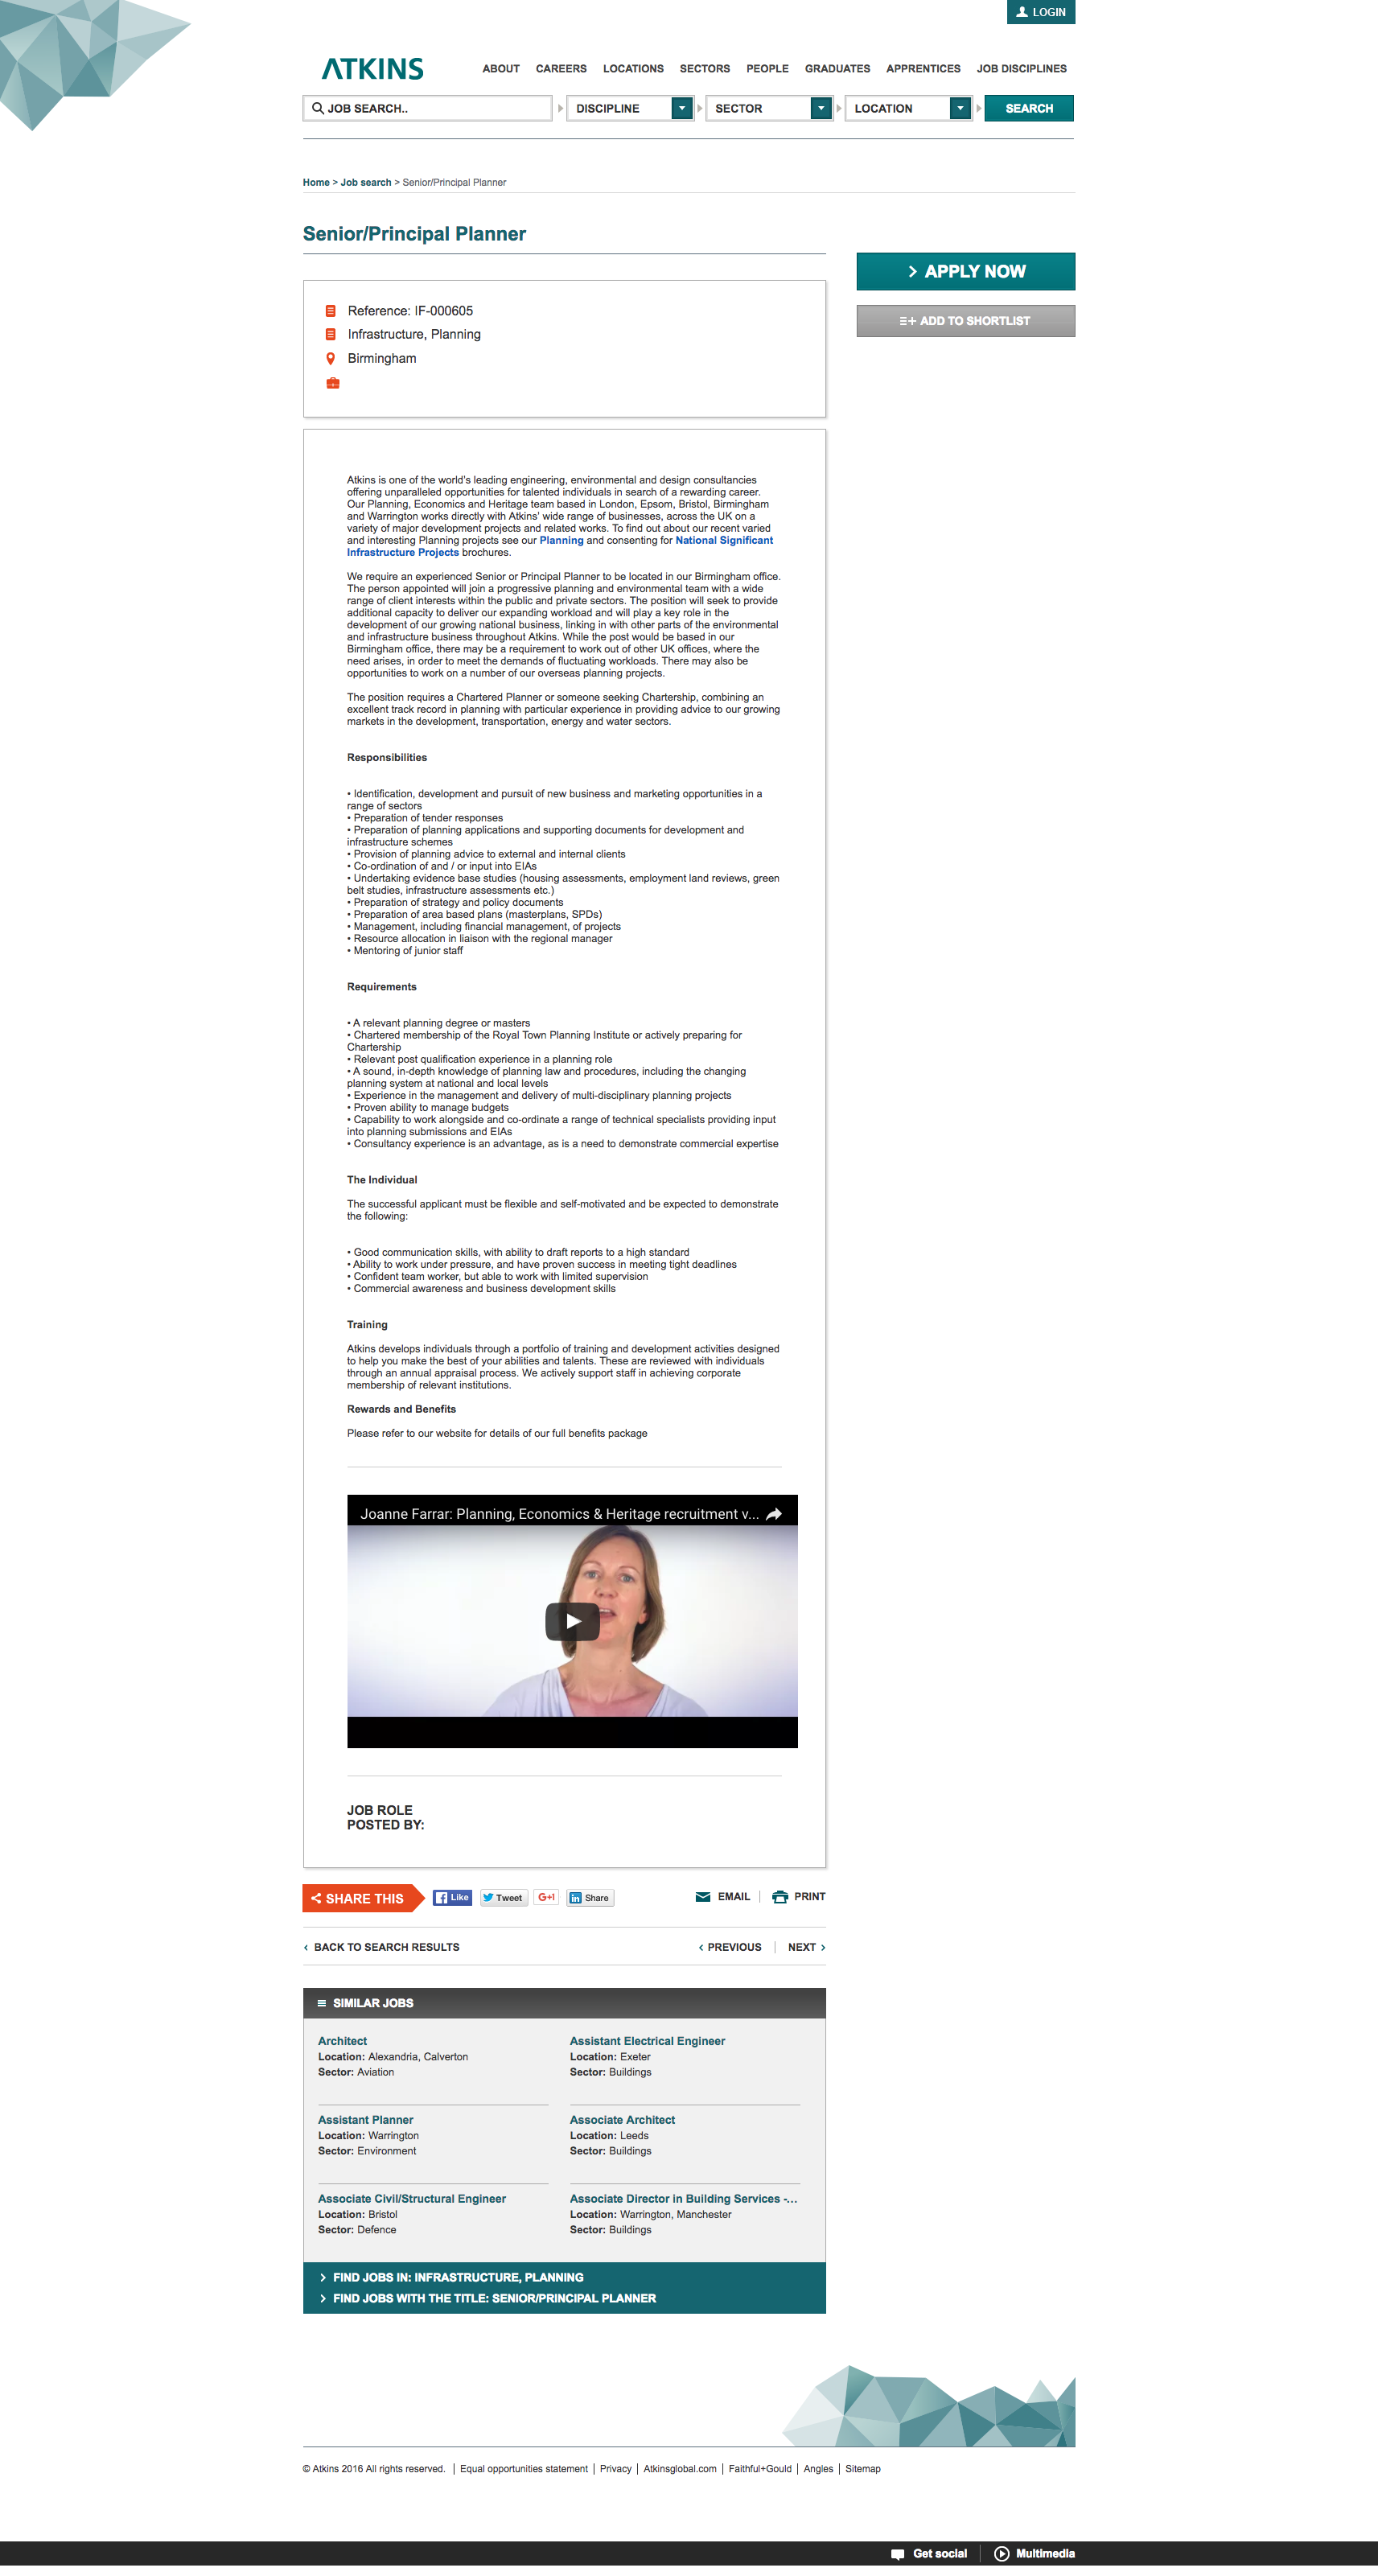 LOGIN
ATKINS
ABOUT CAREERS LOCATIONS SECTORS PEOPLE GRADUATES APPRENTICES JOB DISCIPLINES
JOB SEARCH.. DISCIPLINE SECTOR LOCATION SEARCH
Home > Job search > Senior/Principal Planner
Senior/Principal Planner
APPLY NOW
ADD TO SHORTLIST
Reference: IF-000605
Infrastructure, Planning
Birmingham
Atkins is one of the world's leading engineering, environmental and design consultancies
offering unparalleled opportunities for talented individuals in search of a rewarding career.
Our Planning, Economics and Heritage team based in London, Epsom, Bristol, Birmingham
and Warrington works directly with Atkins' wide range of businesses, across the UK on a
variety of major development projects and related works. To find out about our recent varied
and interesting Planning projects see our Planning and consenting for National Significant
Infrastructure Projects brochures.
We require an experienced Senior or Principal Planner to be located in our Birmingham office.
The person appointed will join a progressive planning and environmental team with a wide
range of client interests within the public and private sectors. The position will seek to provide
additional capacity to deliver our expanding workload and will play a key role in the
development of our growing national business, linking in with other parts of the environmental
and infrastructure business throughout Atkins. While the post would be based in our
Birmingham office, there may be a requirement to work out of other UK offices, where the
need arises, in order to meet the demands of fluctuating workloads. There may also be
opportunities to work on a number of our overseas planning projects.
The position requires a Chartered Planner or someone seeking Chartership, combining an
excellent track record in planning with particular experience in providing advice to our growing
markets in the development, transportation, energy and water sectors.
Responsibilities
• Identification, development and pursuit of new business and marketing opportunities in a
range of sectors
• Preparation of tender responses
• Preparation of planning applications and supporting documents for development and
infrastructure schemes
• Provision of planning advice to external and internal clients
• Co-ordination of and / or input into EIAs
• Undertaking evidence base studies (housing assessments, employment land reviews, green
belt studies, infrastructure assessments etc.)
• Preparation of strategy and policy documents
• Preparation of area based plans (masterplans, SPDs)
• Management, including financial management, of projects
• Resource allocation in liaison with the regional manager
• Mentoring of junior staff
Requirements
• A relevant planning degree or masters
• Chartered membership of the Royal Town Planning Institute or actively preparing for
Chartership
• Relevant post qualification experience in a planning role
• A sound, in-depth knowledge of planning law and procedures, including the changing
planning system at national and local levels
• Experience in the management and delivery of multi-disciplinary planning projects
• Proven ability to manage budgets
• Capability to work alongside and co-ordinate a range of technical specialists providing input
into planning submissions and EIAs
• Consultancy experience is an advantage, as is a need to demonstrate commercial expertise
The Individual
The successful applicant must be flexible and self-motivated and be expected to demonstrate
the following:
• Good communication skills, with ability to draft reports to a high standard
• Ability to work under pressure, and have proven success in meeting tight deadlines
• Confident team worker, but able to work with limited supervision
• Commercial awareness and business development skills
Training
Atkins develops individuals through a portfolio of training and development activities designed
to help you make the best of your abilities and talents. These are reviewed with individuals
through an annual appraisal process. We actively support staff in achieving corporate
membership of relevant institutions.
Rewards and Benefits
Please refer to our website for details of our full benefits package
Joanne Farrar: Planning, Economics & Heritage recruitment v...
JOB ROLE
POSTED BY:
SHARE THIS Like Tweet G+1 in Share EMAIL PRINT
BACK TO SEARCH RESULTS PREVIOUS NEXT
SIMILAR JOBS
Architect
Location: Alexandria, Calverton
Sector: Aviation
Assistant Electrical Engineer
Location: Exeter
Sector: Buildings
Assistant Planner
Location: Warrington
Sector: Environment
Associate Architect
Location: Leeds
Sector: Buildings
Associate Civil/Structural Engineer
Location: Bristol
Sector: Defence
Associate Director in Building Services -...
Location: Warrington, Manchester
Sector: Buildings
FIND JOBS IN: INFRASTRUCTURE, PLANNING
FIND JOBS WITH THE TITLE: SENIOR/PRINCIPAL PLANNER
© Atkins 2016 All rights reserved. | Equal opportunities statement | Privacy | Atkinsglobal.com | Faithful+Gould | Angles | Sitemap
Get social Multimedia